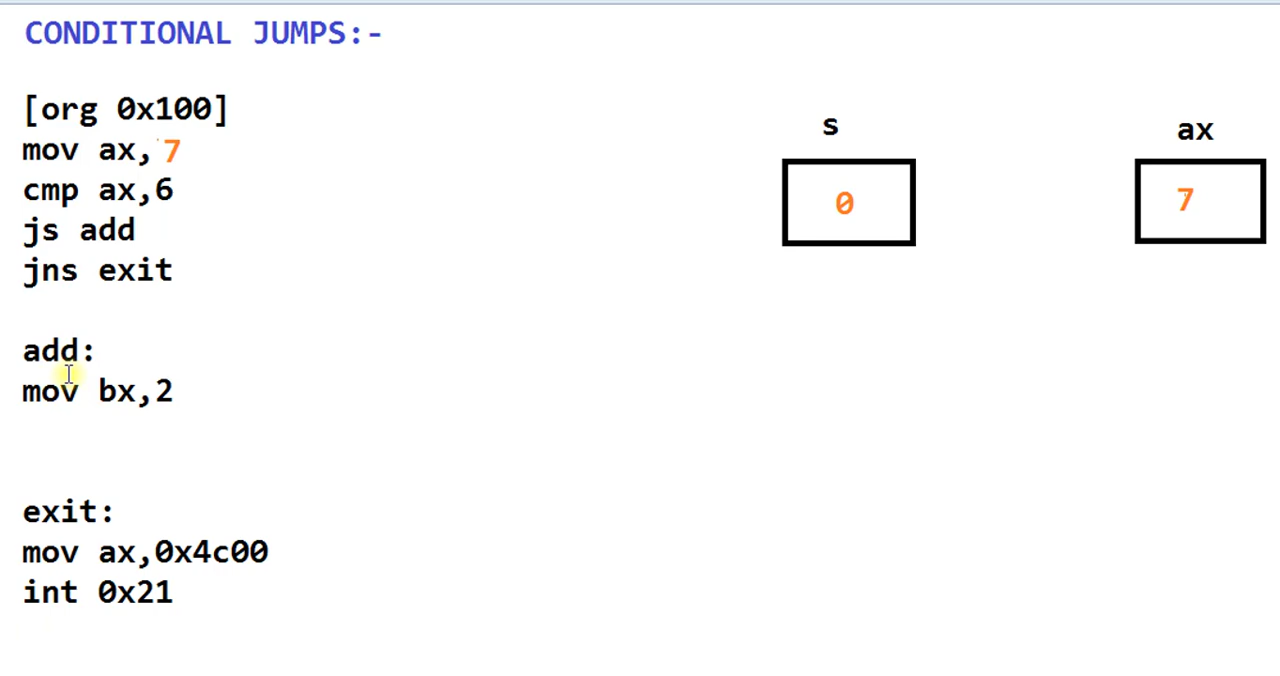 CONDITIONAL JUMPS:-
[org 0x100]
mov ax, 7
cmp ax,6
js add
jns exit
add:
mov bx,2
exit:
mov ax,0x4c00
int 0x21
s
0
ax
7